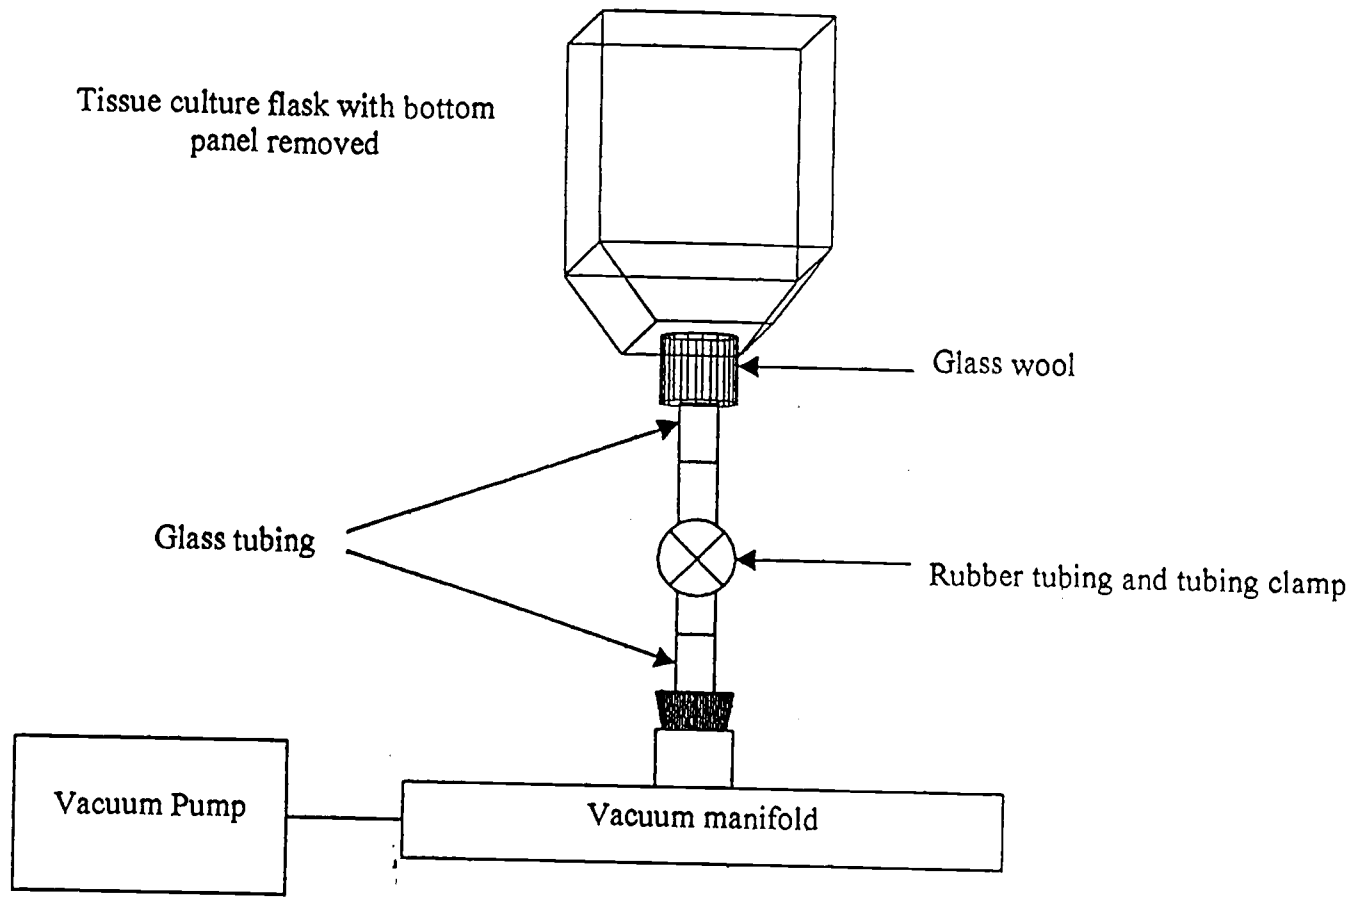 Tissue culture flask with bottom
panel removed
Glass wool
Glass tubing
Rubber tubing and tubing clamp
Vacuum Pump
Vacuum manifold